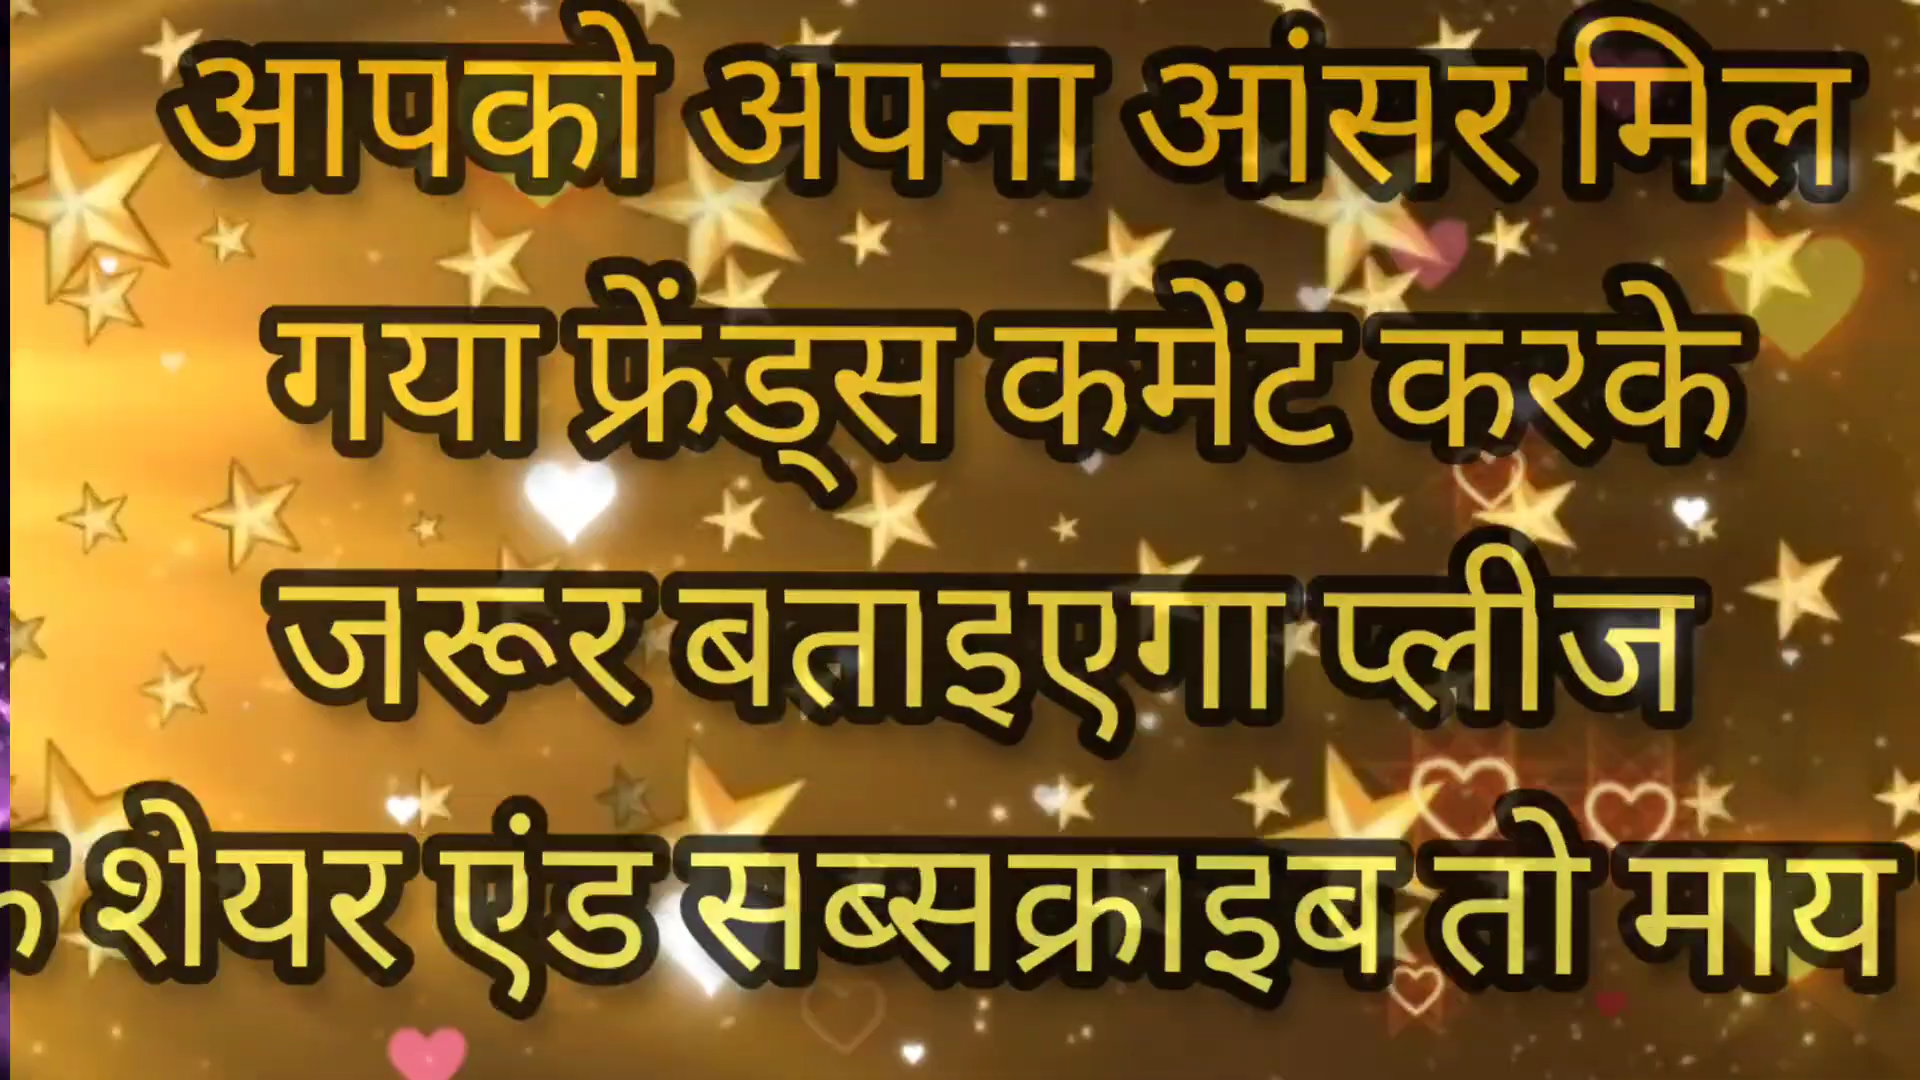 आपको अपना आंसर मिल
गया फ्रेंड्स कमेंट करके
जरूर बताइएगा प्लीज
शेयर एंड सब्सक्राइब तो माय